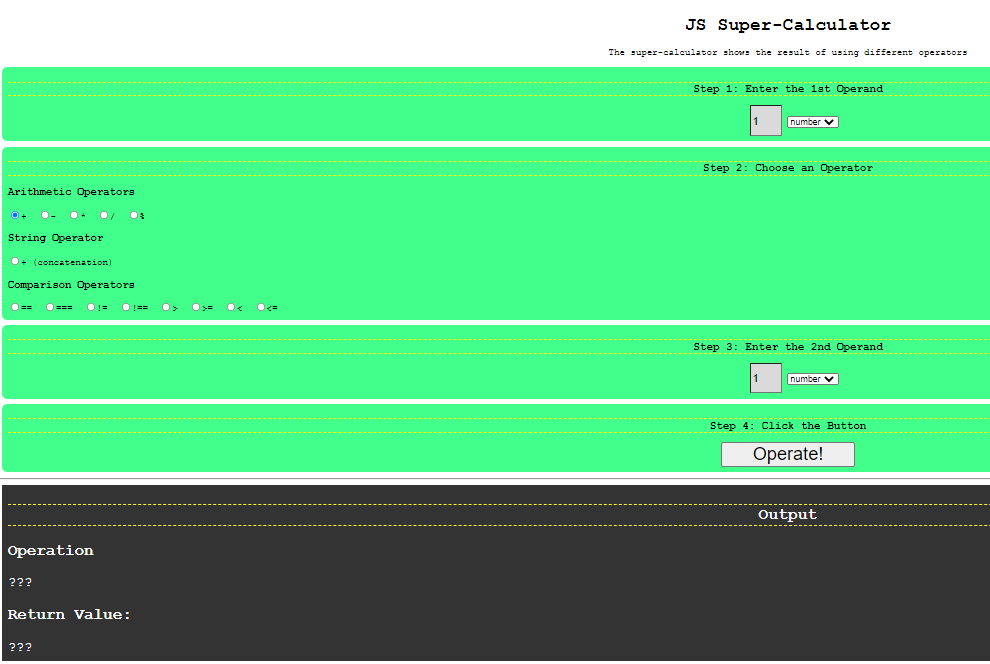 JS Super-Calculator
The super-calculator shows the result of using different operators
Step 1: Enter the 1st Operand
1 number
Step 2: Choose an Operator
Arithmetic Operators
+ - * / %
String Operator
+ (concatenation)
Comparison Operators
== === != !== > >= < <=
Step 3: Enter the 2nd Operand
1 number
Step 4: Click the Button
Operate!
Output
Operation
???
Return Value:
???